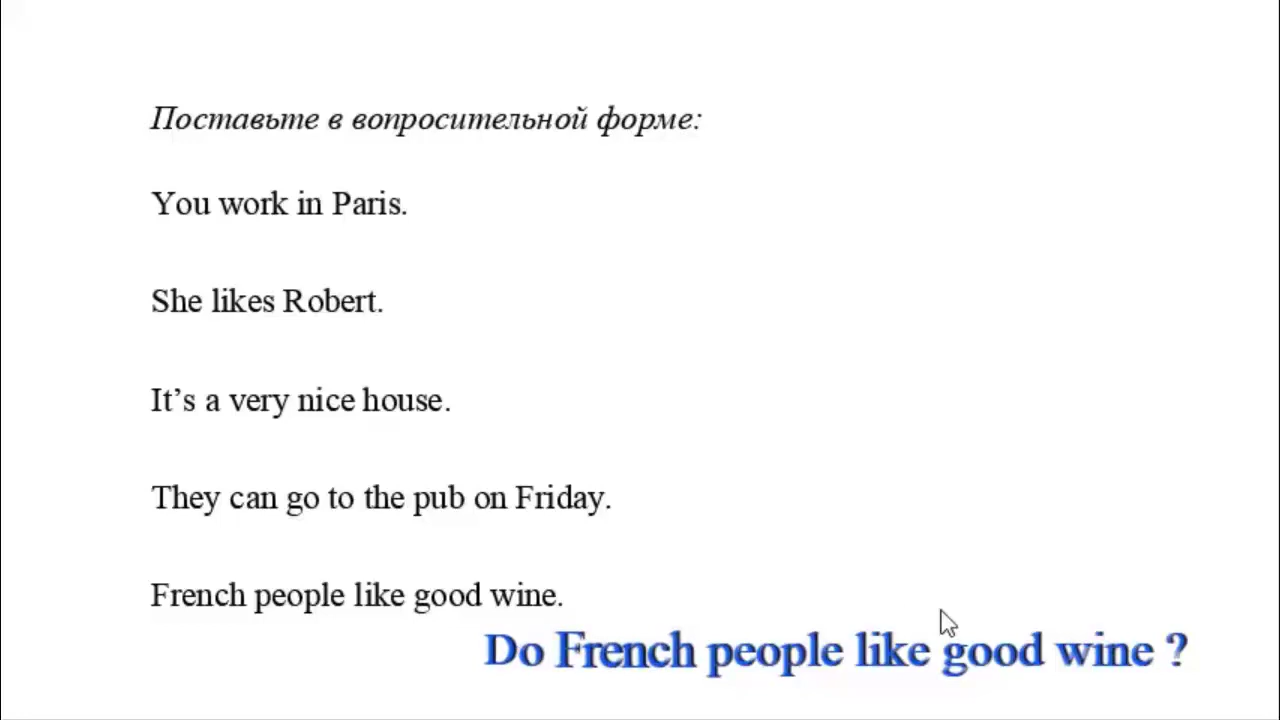 Поставьте в вопросительной форме:
You work in Paris.
She likes Robert.
It’s a very nice house.
They can go to the pub on Friday.
French people like good wine.
Do French people like good wine ?